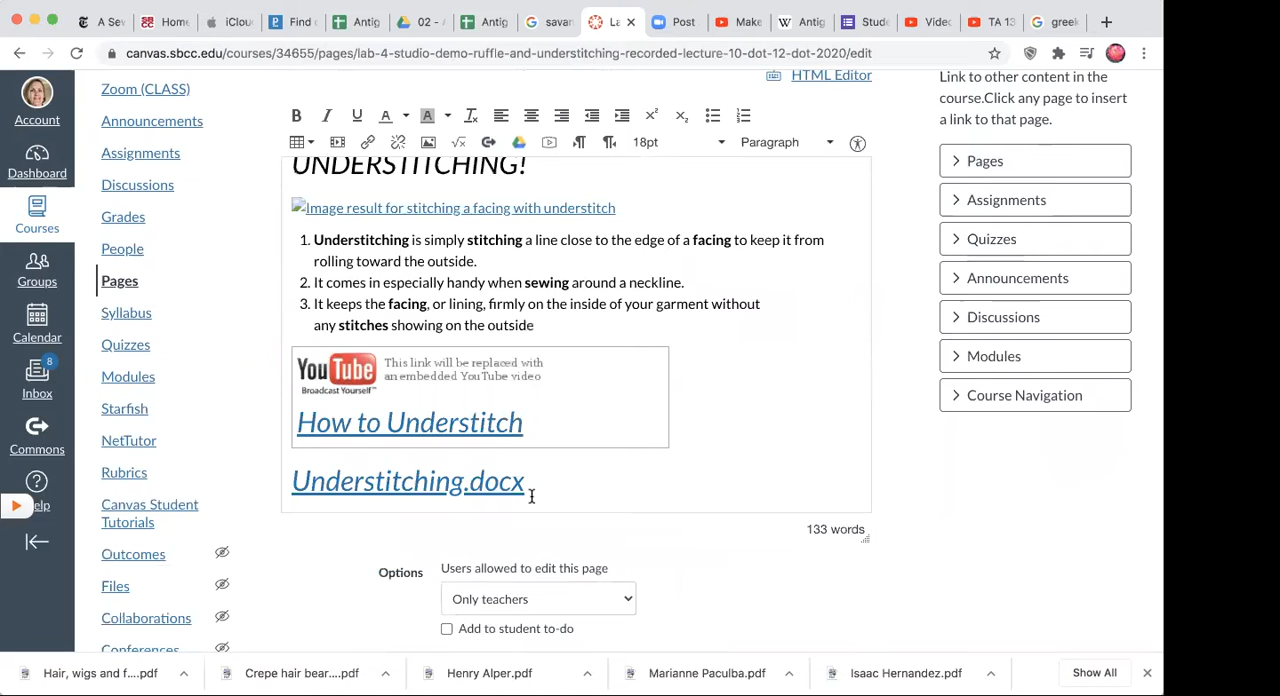 A Sew
Home
iClou
Find
Antig
02 -
Antig
savan
La
Post
Make
Antig
Stude
Video
TA 13
greek
canvas.sbcc.edu/courses/34655/pages/lab-4-studio-demo-ruffle-and-understitching-recorded-lecture-10-dot-12-dot-2020/edit
Account
Dashboard
Courses
Groups
Calendar
8
Inbox
Commons
elp
Zoom (CLASS)
Announcements
Assignments
Discussions
Grades
People
Pages
Syllabus
Quizzes
Modules
Starfish
NetTutor
Rubrics
Canvas Student
Tutorials
Outcomes
Files
Collaborations
Conferences
HTML Editor
18pt
Paragraph
UNDERSTITCHING!
Image result for stitching a facing with understitch
1. Understitching is simply stitching a line close to the edge of a facing to keep it from
rolling toward the outside.
2. It comes in especially handy when sewing around a neckline.
3. It keeps the facing, or lining, firmly on the inside of your garment without
any stitches showing on the outside
YouTube
Broadcast Yourself™
This link will be replaced with
an embedded YouTube video
How to Understitch
Understitching.docx
133 words
Options
Users allowed to edit this page
Only teachers
Add to student to-do
Link to other content in the
course.Click any page to insert
a link to that page.
Pages
Assignments
Quizzes
Announcements
Discussions
Modules
Course Navigation
Hair, wigs and f....pdf
Crepe hair bear....pdf
Henry Alper.pdf
Marianne Paculba.pdf
Isaac Hernandez.pdf
Show All